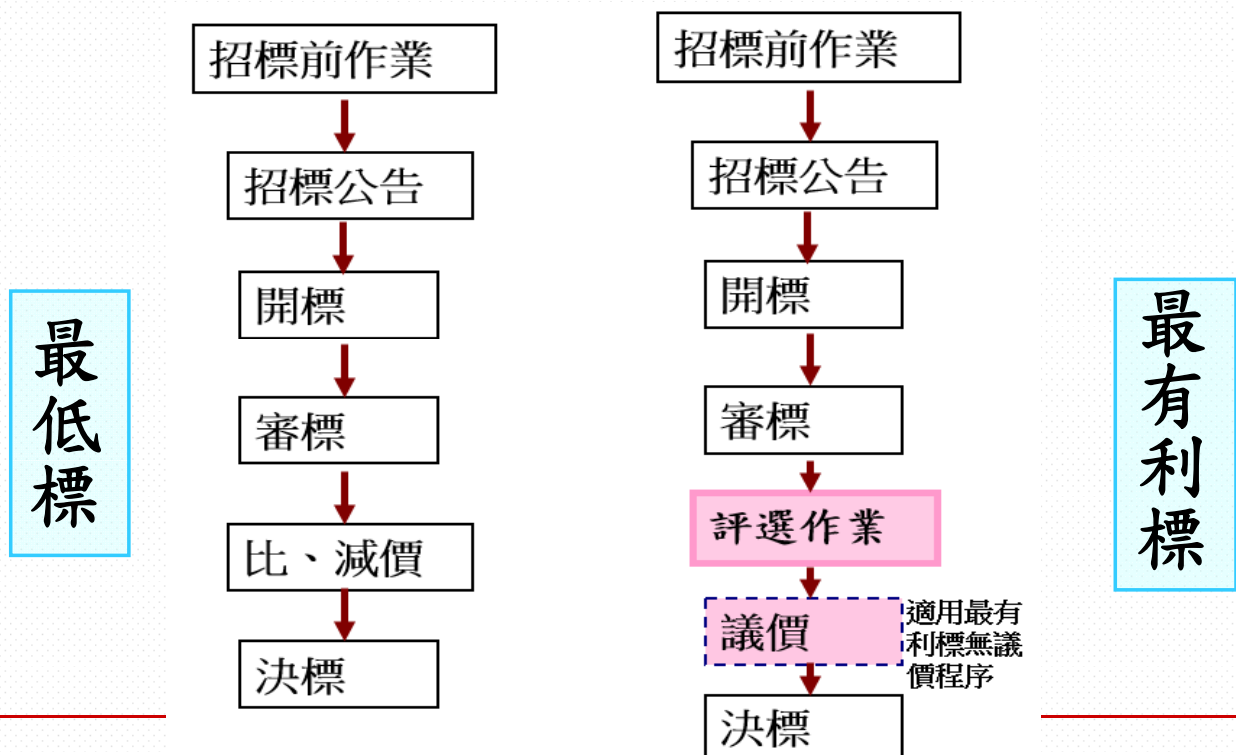 最低標
招標前作業
招標公告
開標
審標
比、減價
決標
招標前作業
招標公告
開標
審標
評選作業
議價
適用最有
利標無議
價程序
決標
最有利標